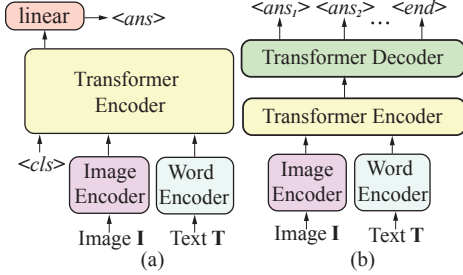 linear
<ans>
Transformer
Encoder
<cls>
Image
Encoder
Word
Encoder
Image I
Text T
(a)
<ans₁> <ans₂> ... <end>
Transformer Decoder
Transformer Encoder
Image
Encoder
Word
Encoder
Image I
Text T
(b)